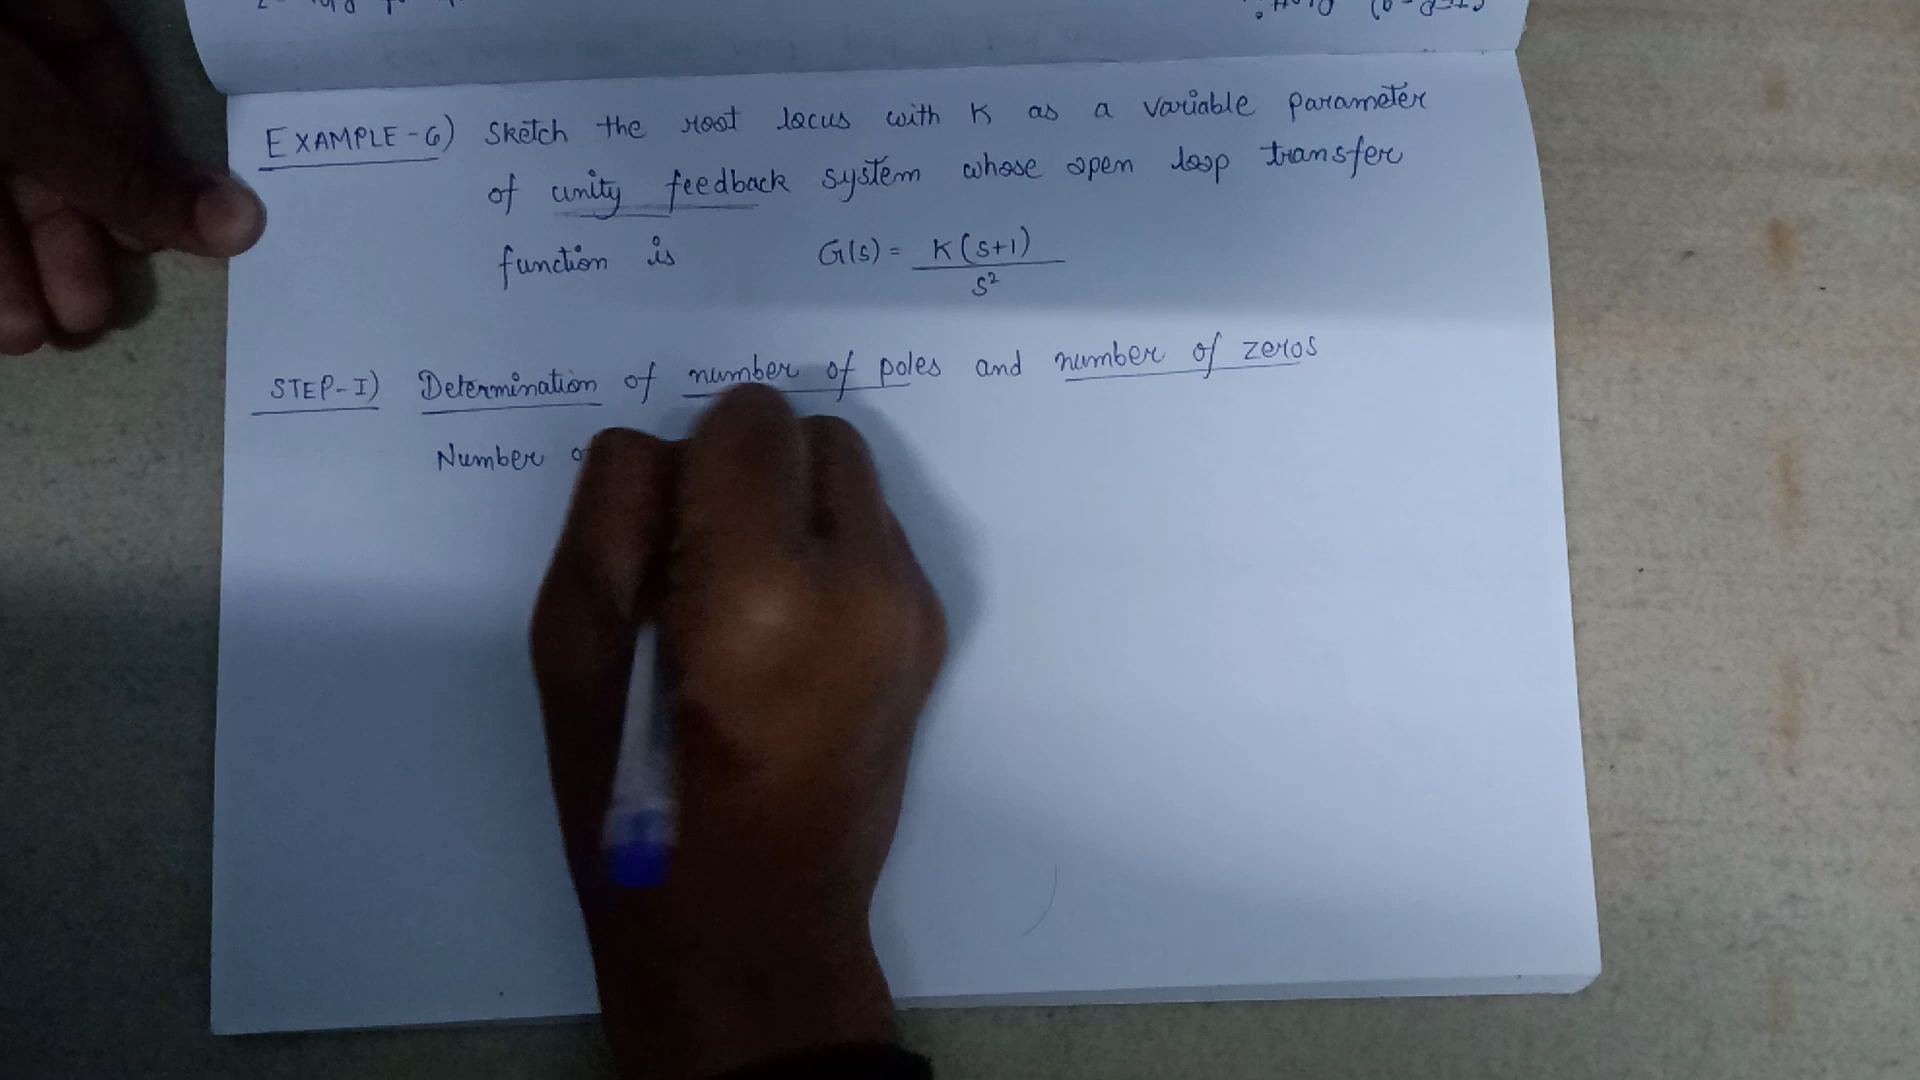 EXAMPLE-6) Sketch the root locus with K as a variable parameter
of unity feedback system whose open loop transfer
function is G(s) = K(s+1) / s²
STEP-I) Determination of number of poles and number of zeros
Number